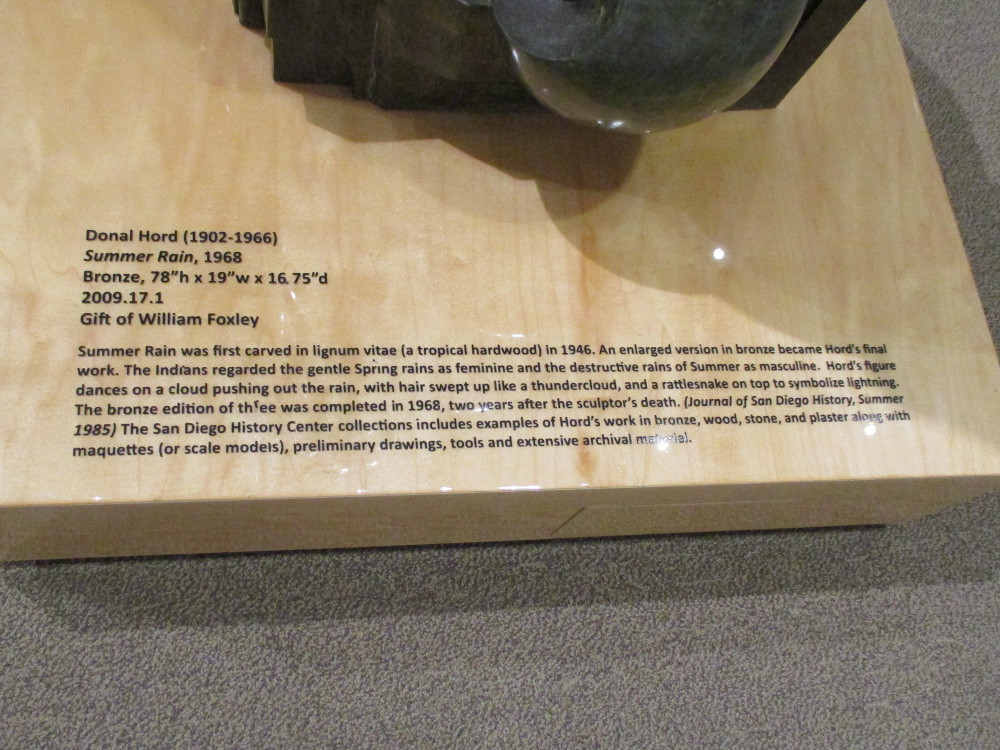 Donal Hord (1902-1966)
Summer Rain, 1968
Bronze, 78”h x 19”w x 16.75”d
2009.17.1
Gift of William Foxley
Summer Rain was first carved in lignum vitae (a tropical hardwood) in 1946. An enlarged version in bronze became Hord's final
work. The Indians regarded the gentle Spring rains as feminine and the destructive rains of Summer as masculine. Hord's figure
dances on a cloud pushing out the rain, with hair swept up like a thundercloud, and a rattlesnake on top to symbolize lightning.
The bronze edition of three was completed in 1968, two years after the sculptor's death. (Journal of San Diego History, Summer
1985) The San Diego History Center collections includes examples of Hord's work in bronze, wood, stone, and plaster along with
maquettes (or scale models), preliminary drawings, tools and extensive archival material).